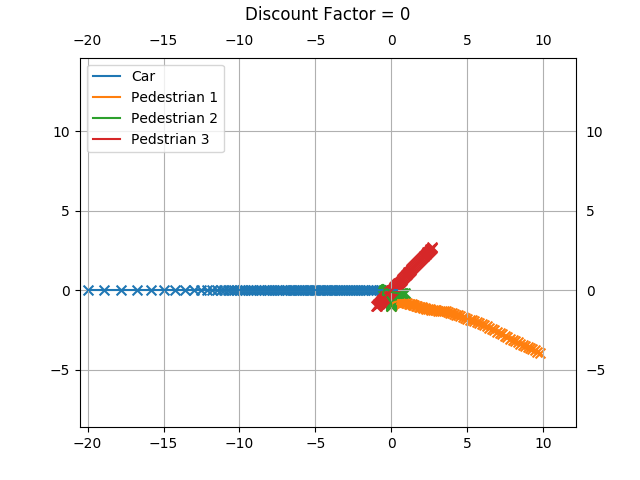 Discount Factor = 0
−20 −15 −10 −5 0 5 10
Car
Pedestrian 1
Pedestrian 2
Pedstrian 3
10 10
5 5
0 0
−5 −5
−20 −15 −10 −5 0 5 10